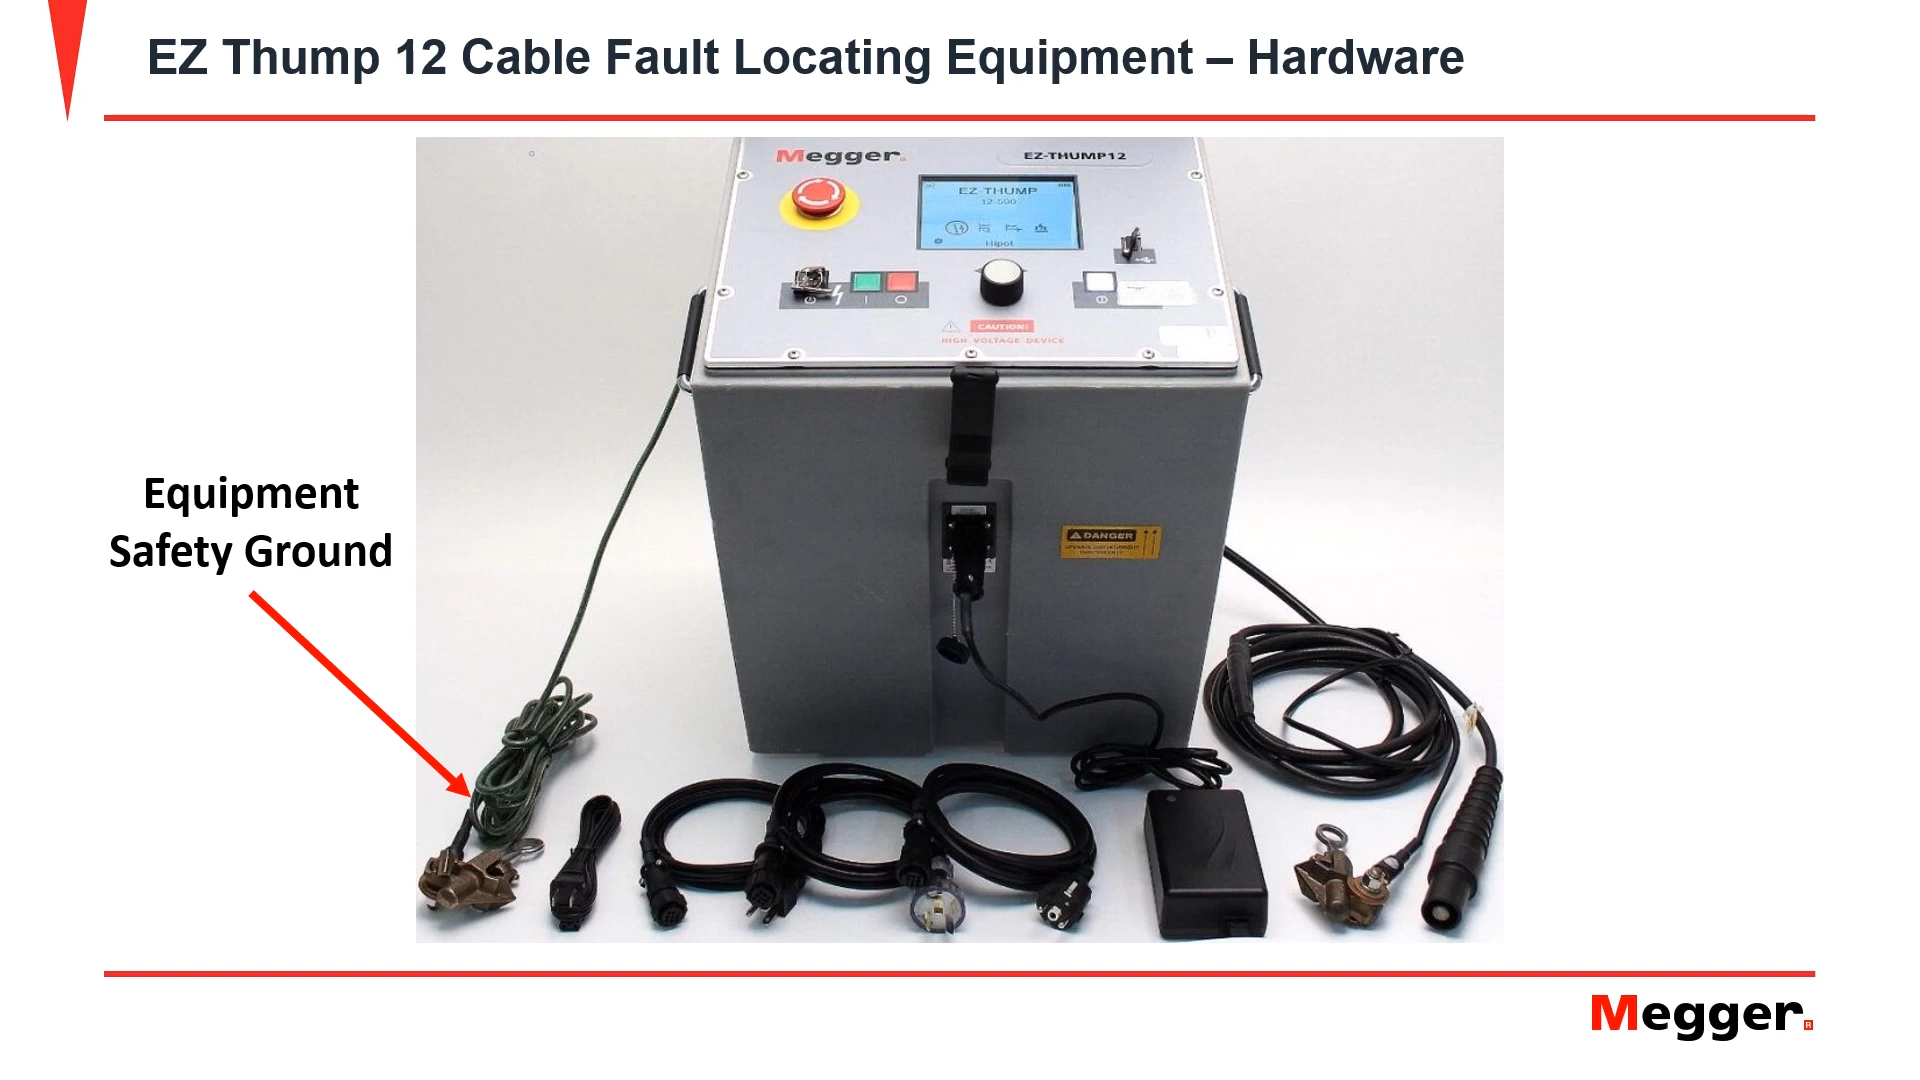 EZ Thump 12 Cable Fault Locating Equipment – Hardware
Megger
EZ-THUMP12
EZ-THUMP
12-500
Hipot
CAUTION!
HIGH VOLTAGE DEVICE
Equipment
Safety Ground
DANGER
Megger